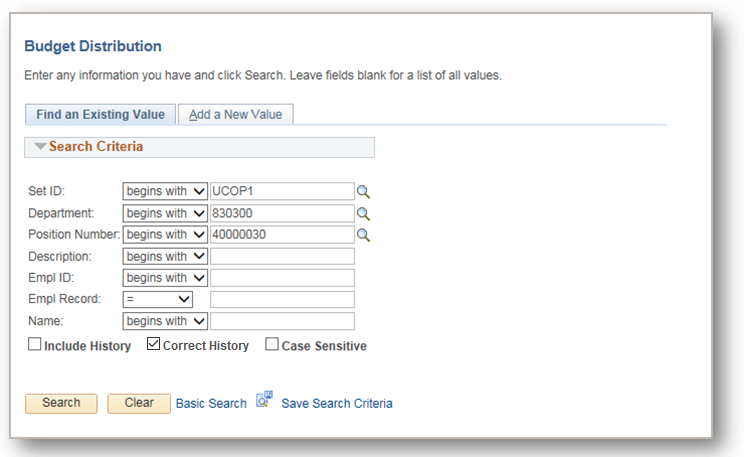 Budget Distribution
Enter any information you have and click Search. Leave fields blank for a list of all values.
Find an Existing Value Add a New Value
Search Criteria
Set ID: begins with UCOP1
Department: begins with 830300
Position Number: begins with 40000030
Description: begins with
Empl ID: begins with
Empl Record: =
Name: begins with
Include History Correct History Case Sensitive
Search Clear Basic Search Save Search Criteria